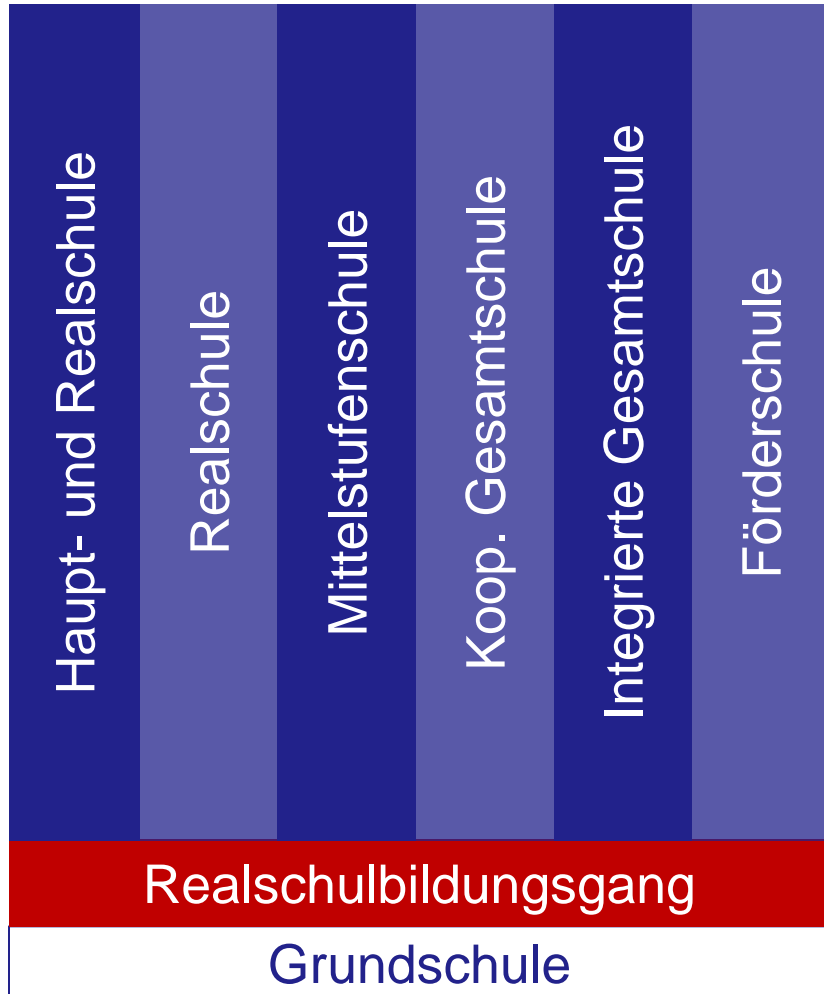 Haupt- und Realschule
Realschule
Mittelstufenschule
Koop. Gesamtschule
Integrierte Gesamtschule
Förderschule
Realschulbildungsgang
Grundschule